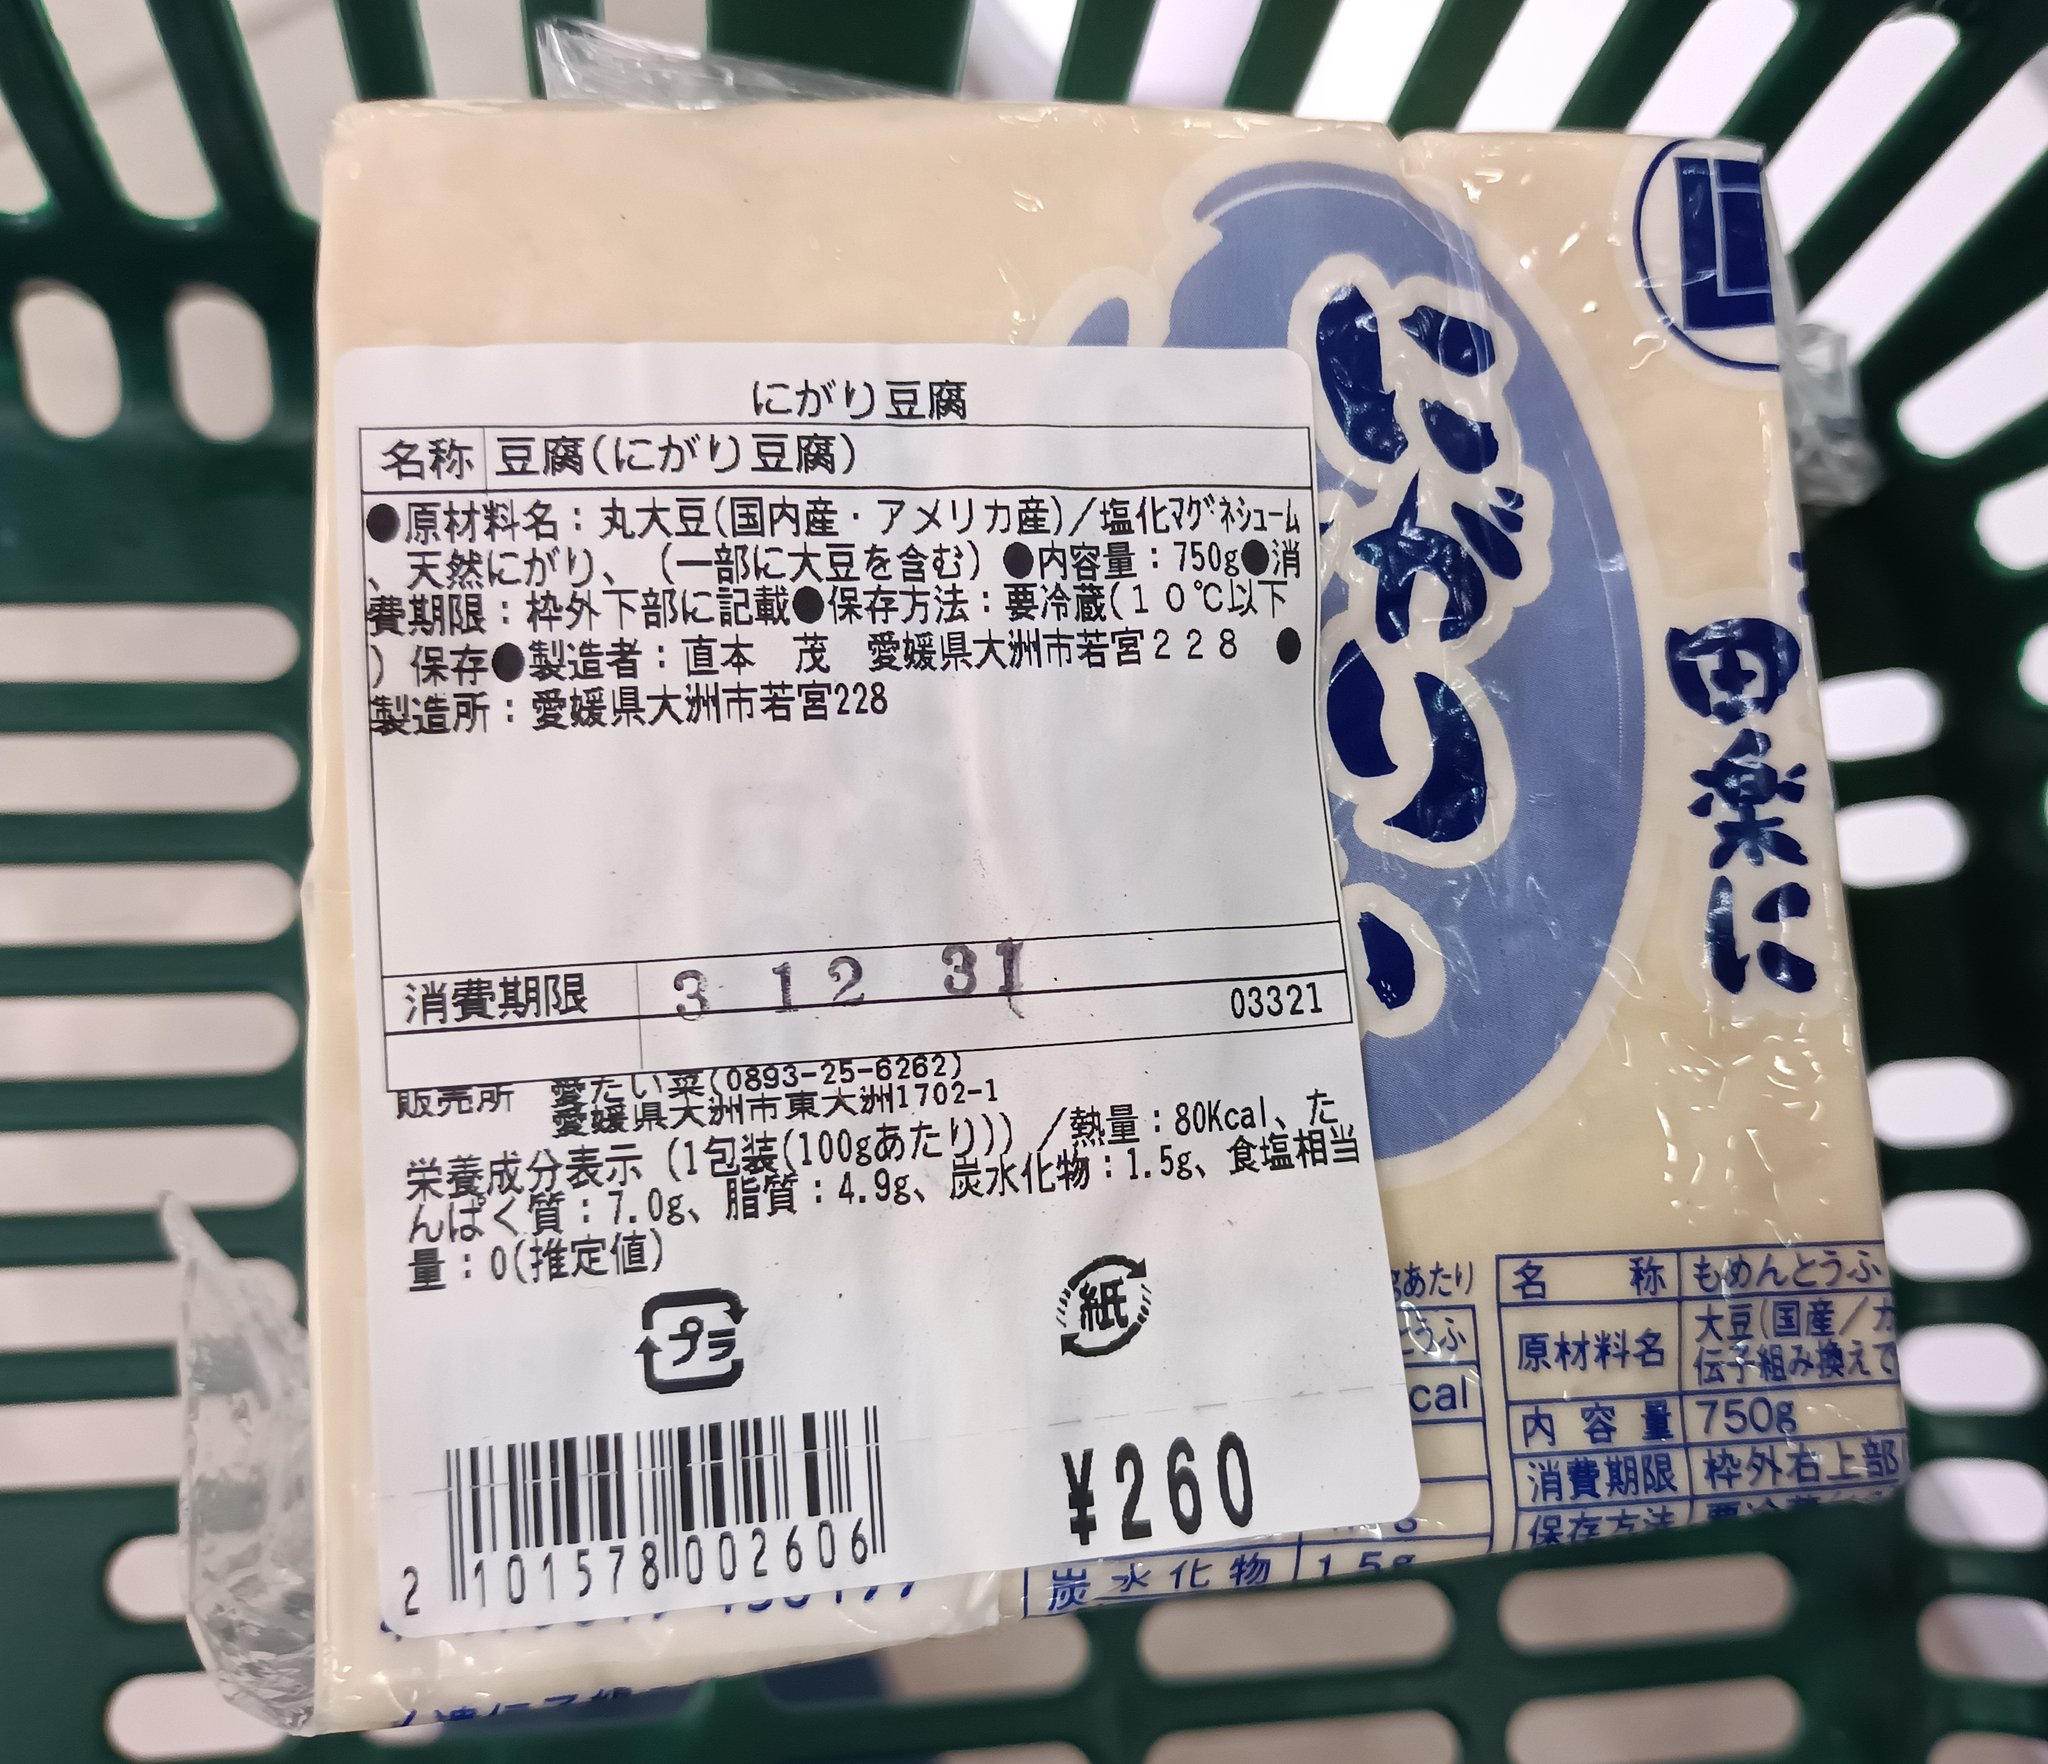 にがり豆腐
名称 豆腐(にがり豆腐)
●原材料名：丸大豆(国内産・アメリカ産)／塩化ﾏｸﾞﾈｼｭｰﾑ
、天然にがり、（一部に大豆を含む）●内容量：750g●消
費期限：枠外下部に記載●保存方法：要冷蔵(１０℃以下
）保存●製造者：直本　茂　愛媛県大洲市若宮２２８　●
製造所：愛媛県大洲市若宮228
消費期限 3 12 31
03321
販売所 愛たい菜(0893-25-6262)
愛媛県大洲市東大洲1702-1
栄養成分表示（1包装(100gあたり)）／熱量：80Kcal、た
んぱく質：7.0g、脂質：4.9g、炭水化物：1.5g、食塩相当
量：0(推定値)
プラ
紙
2 101578 002606
¥260
にがり
田楽に
gあたり
とうふ
cal
炭水化物 1.5g
名称 もめんとうふ
原材料名 大豆(国産／カ
伝子組み換えで
内容量 750g
消費期限 枠外右上部
保存方法